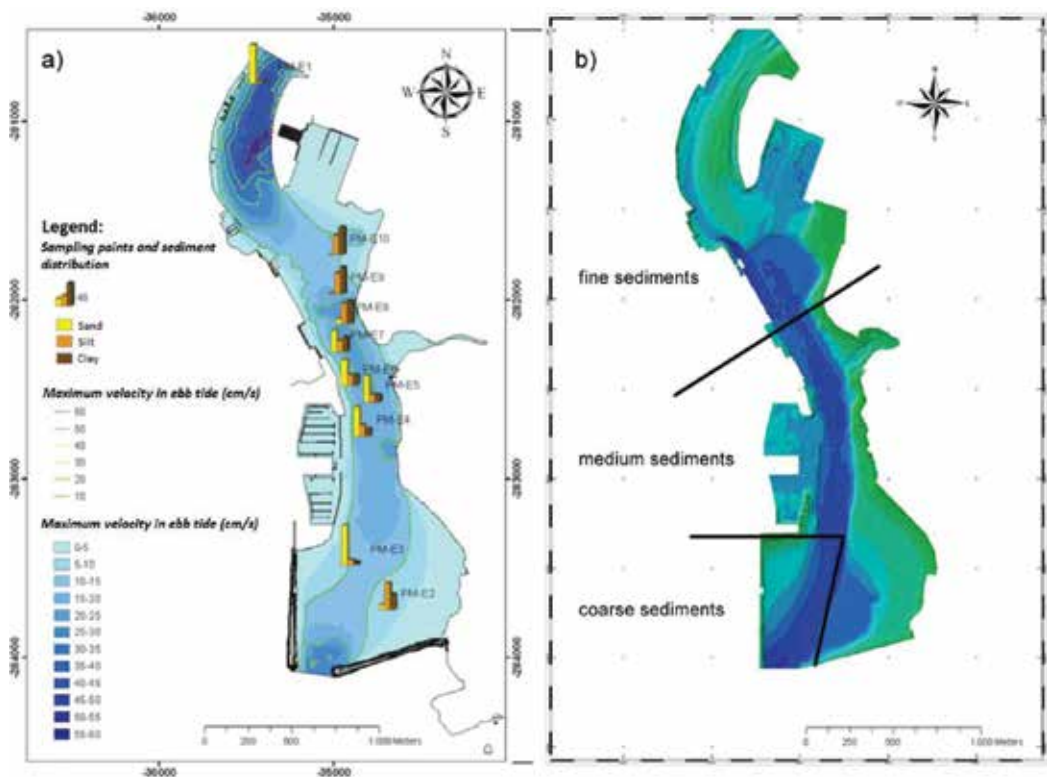 -36000 -35000
a)
N
W E
S
PM-E1
-281000
Legend:
Sampling points and sediment
distribution
46
Sand
Silt
Clay
PM-E10
PM-E9
PM-E8
PM-E7
PM-E6
PM-E5
PM-E4
PM-E3
PM-E2
-282000
-283000
-284000
Maximum velocity in ebb tide (cm/s)
60
50
40
30
20
10
Maximum velocity in ebb tide (cm/s)
0-5
5-10
10-15
15-20
20-25
25-30
30-35
35-40
40-45
45-50
50-55
55-60
0 250 500 1.000 Meters
-36000 -35000
b)
fine sediments
medium sediments
coarse sediments
0 250 500 1.000 Meters